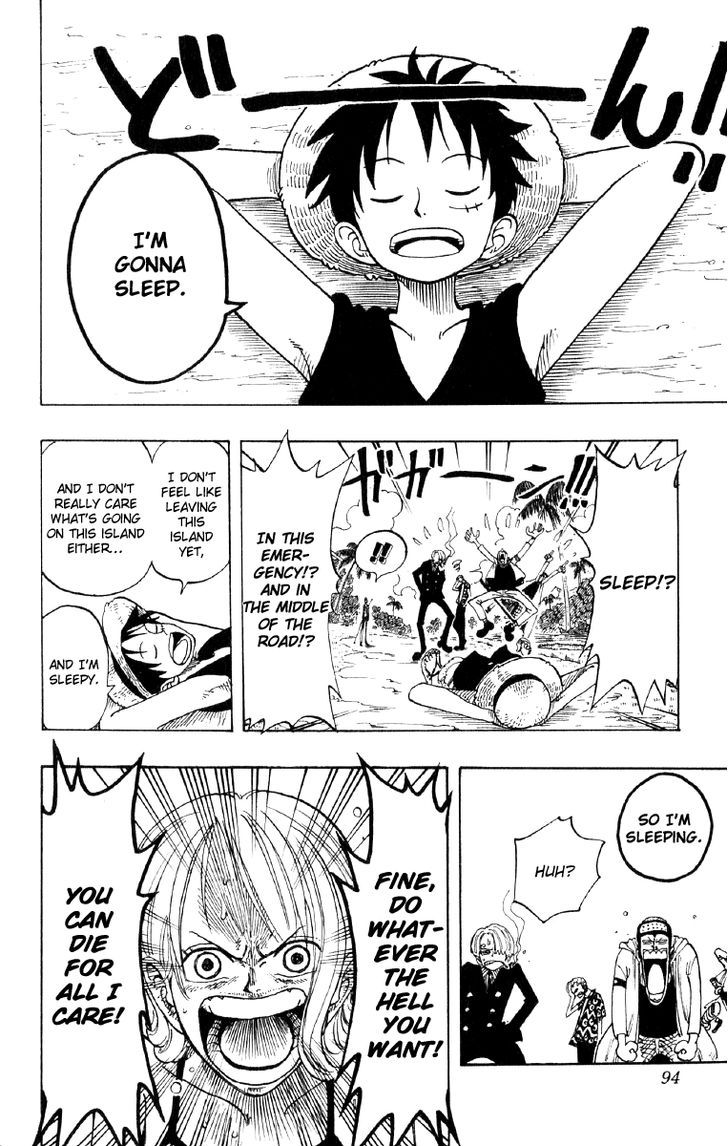 どーん!!
I'M
GONNA
SLEEP.
SLEEP!?
ガガーーン!!!
!!
IN THIS
EMER-
GENCY!?
AND IN
THE MIDDLE
OF THE
ROAD!?
I DON'T
FEEL LIKE
LEAVING
THIS
ISLAND
YET,
AND I DON'T
REALLY CARE
WHAT'S GOING
ON THIS ISLAND
EITHER...
AND I'M
SLEEPY.
SO I'M
SLEEPING.
HUH?
FINE,
DO
WHAT-
EVER
THE
HELL
YOU
WANT!
YOU
CAN
DIE
FOR
ALL I
CARE!
94